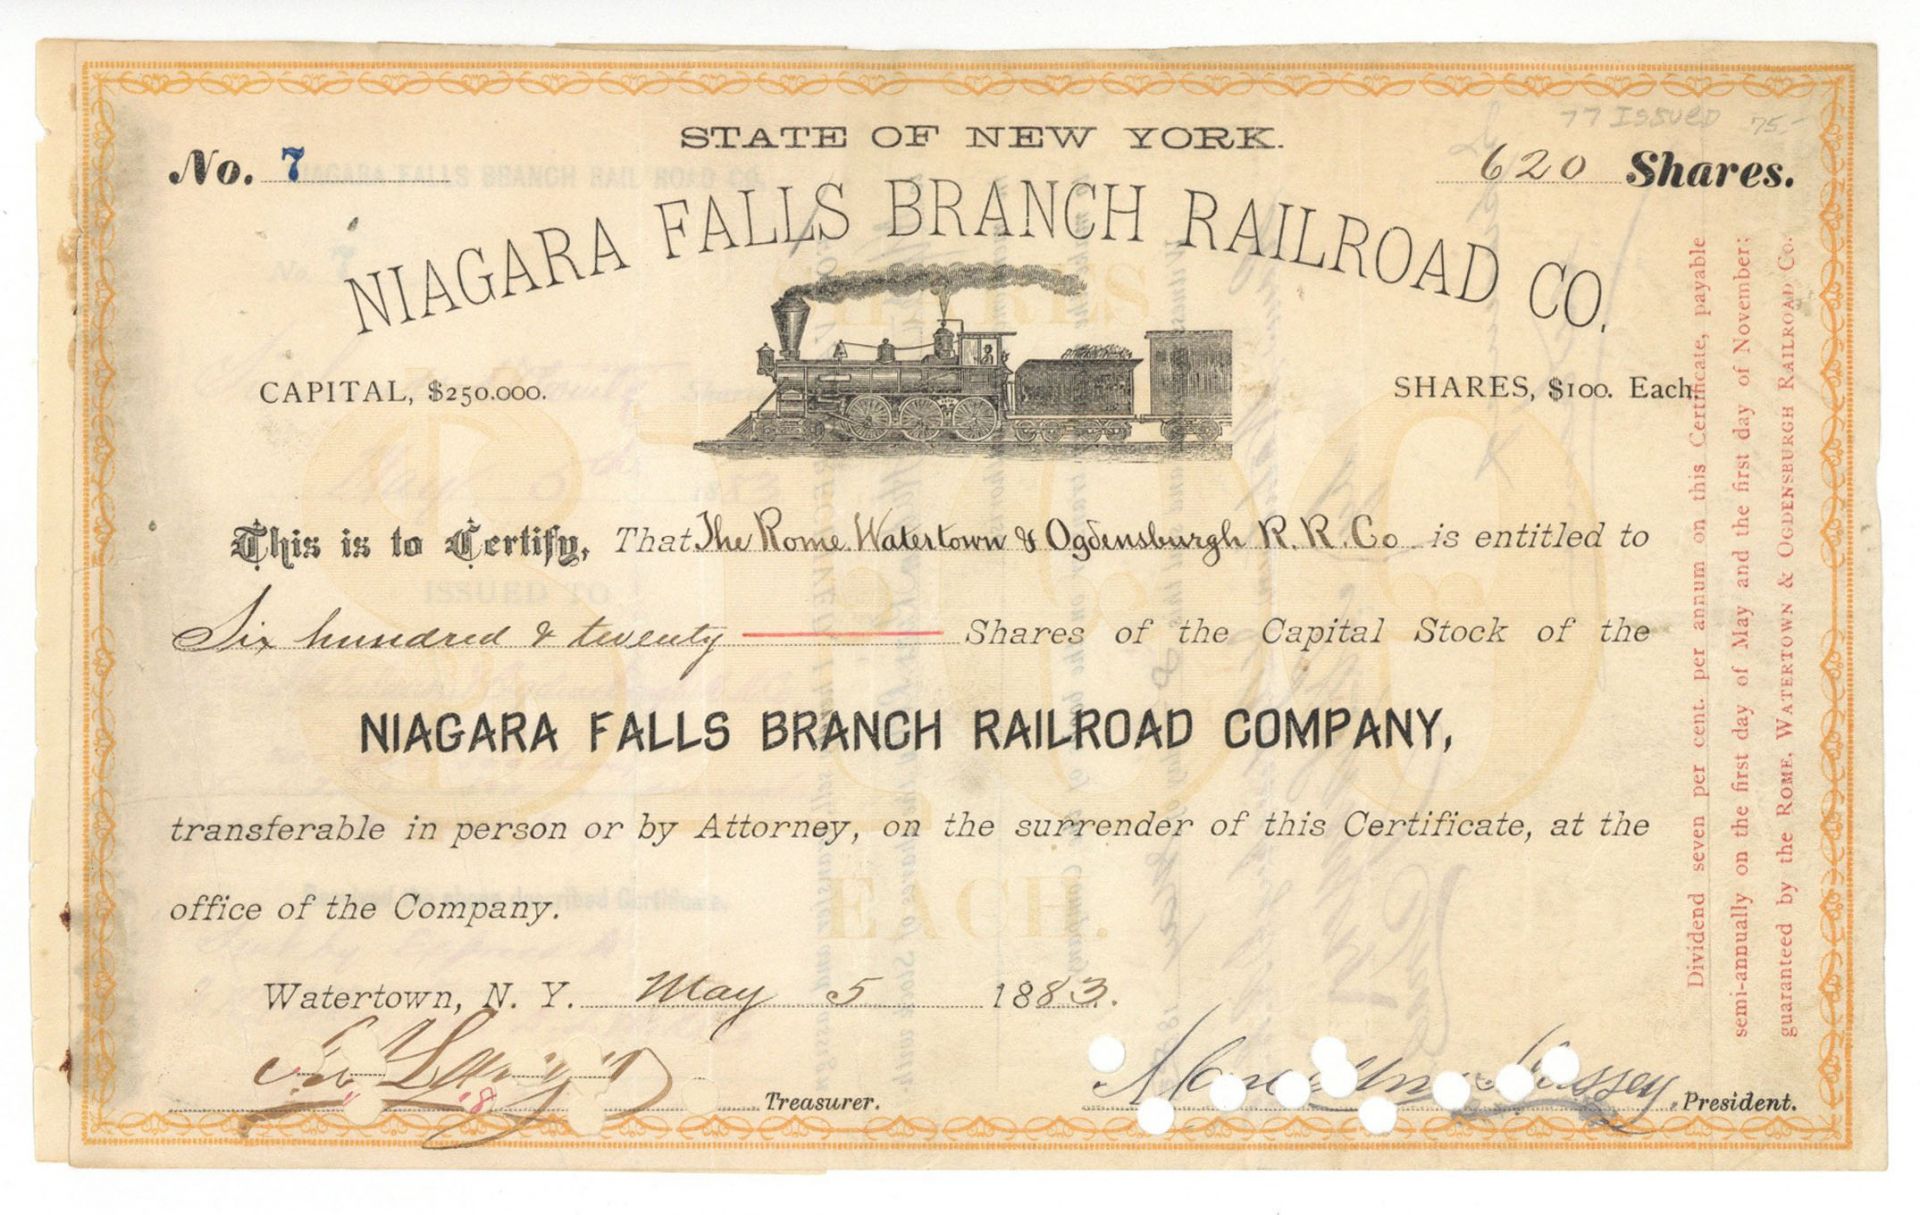 77 ISSUED 75.-
STATE OF NEW YORK.
No. 7
620 Shares.
NIAGARA FALLS BRANCH RAILROAD CO.
CAPITAL, $250.000.
SHARES, $100. Each.
This is to Certify, That The Rome. Watertown & Ogdensburgh R. R. Co is entitled to
Six hundred & twenty Shares of the Capital Stock of the
NIAGARA FALLS BRANCH RAILROAD COMPANY,
transferable in person or by Attorney, on the surrender of this Certificate, at the
office of the Company.
Watertown, N. Y. May 5 1883.
Treasurer.
President.
Dividend seven per cent. per annum on this Certificate, payable
semi-annually on the first day of May and the first day of November;
guaranteed by the ROME, WATERTOWN & OGDENSBURGH RAILROAD CO.
$100
EACH.
ISSUED TO